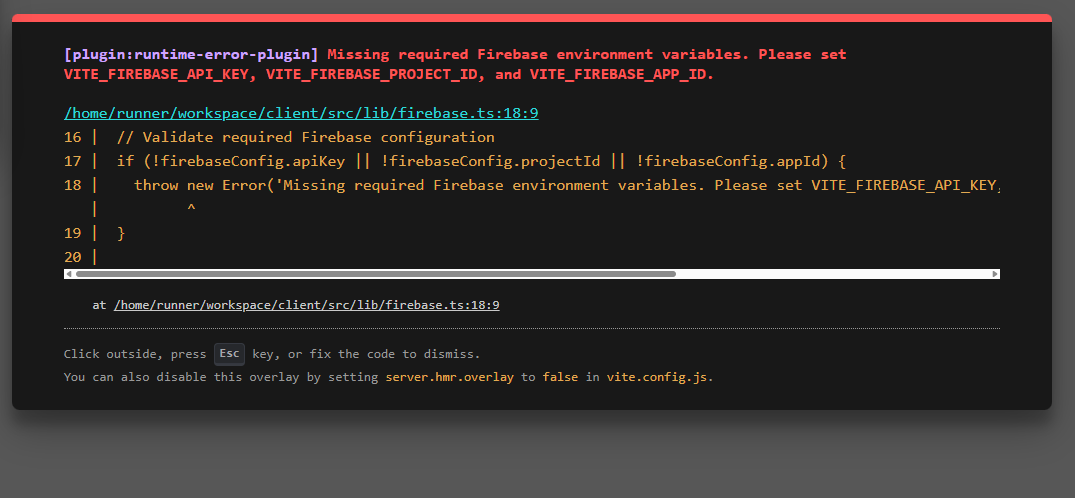 [plugin:runtime-error-plugin] Missing required Firebase environment variables. Please set
VITE_FIREBASE_API_KEY, VITE_FIREBASE_PROJECT_ID, and VITE_FIREBASE_APP_ID.
/home/runner/workspace/client/src/lib/firebase.ts:18:9
16 |  // Validate required Firebase configuration
17 |  if (!firebaseConfig.apiKey || !firebaseConfig.projectId || !firebaseConfig.appId) {
18 |    throw new Error('Missing required Firebase environment variables. Please set VITE_FIREBASE_API_KEY,
   |          ^
19 |  }
20 |
at /home/runner/workspace/client/src/lib/firebase.ts:18:9
Click outside, press Esc key, or fix the code to dismiss.
You can also disable this overlay by setting server.hmr.overlay to false in vite.config.js.